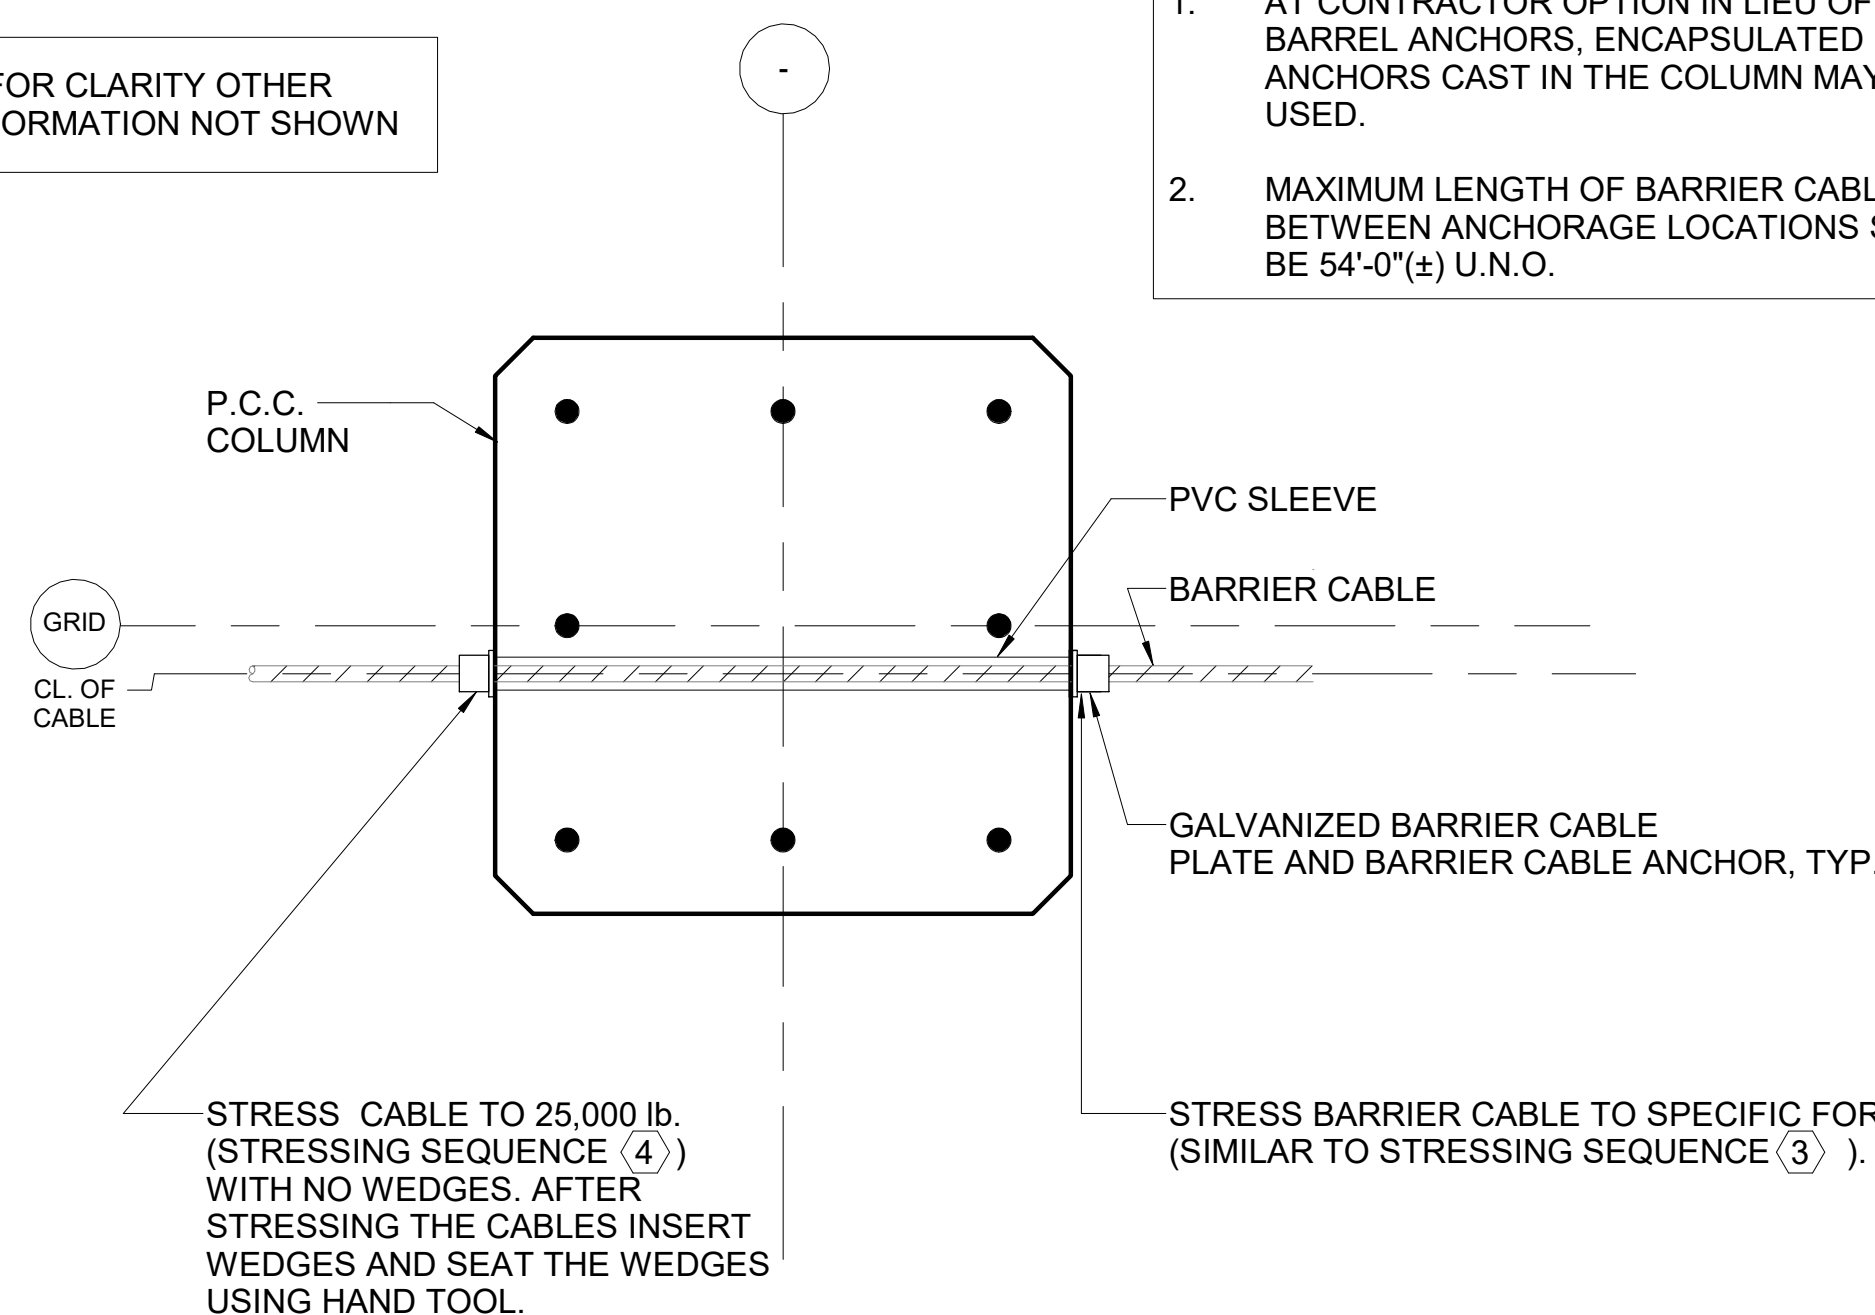 FOR CLARITY OTHER
ORMATION NOT SHOWN
-
1. AT CONTRACTOR OPTION IN LIEU OF
BARREL ANCHORS, ENCAPSULATED
ANCHORS CAST IN THE COLUMN MAY
USED.
2. MAXIMUM LENGTH OF BARRIER CABL
BETWEEN ANCHORAGE LOCATIONS S
BE 54'-0"(±) U.N.O.
P.C.C.
COLUMN
PVC SLEEVE
BARRIER CABLE
GRID
CL. OF
CABLE
GALVANIZED BARRIER CABLE
PLATE AND BARRIER CABLE ANCHOR, TYP.
STRESS CABLE TO 25,000 lb.
(STRESSING SEQUENCE 4 )
WITH NO WEDGES. AFTER
STRESSING THE CABLES INSERT
WEDGES AND SEAT THE WEDGES
USING HAND TOOL.
STRESS BARRIER CABLE TO SPECIFIC FOR
(SIMILAR TO STRESSING SEQUENCE 3 ).